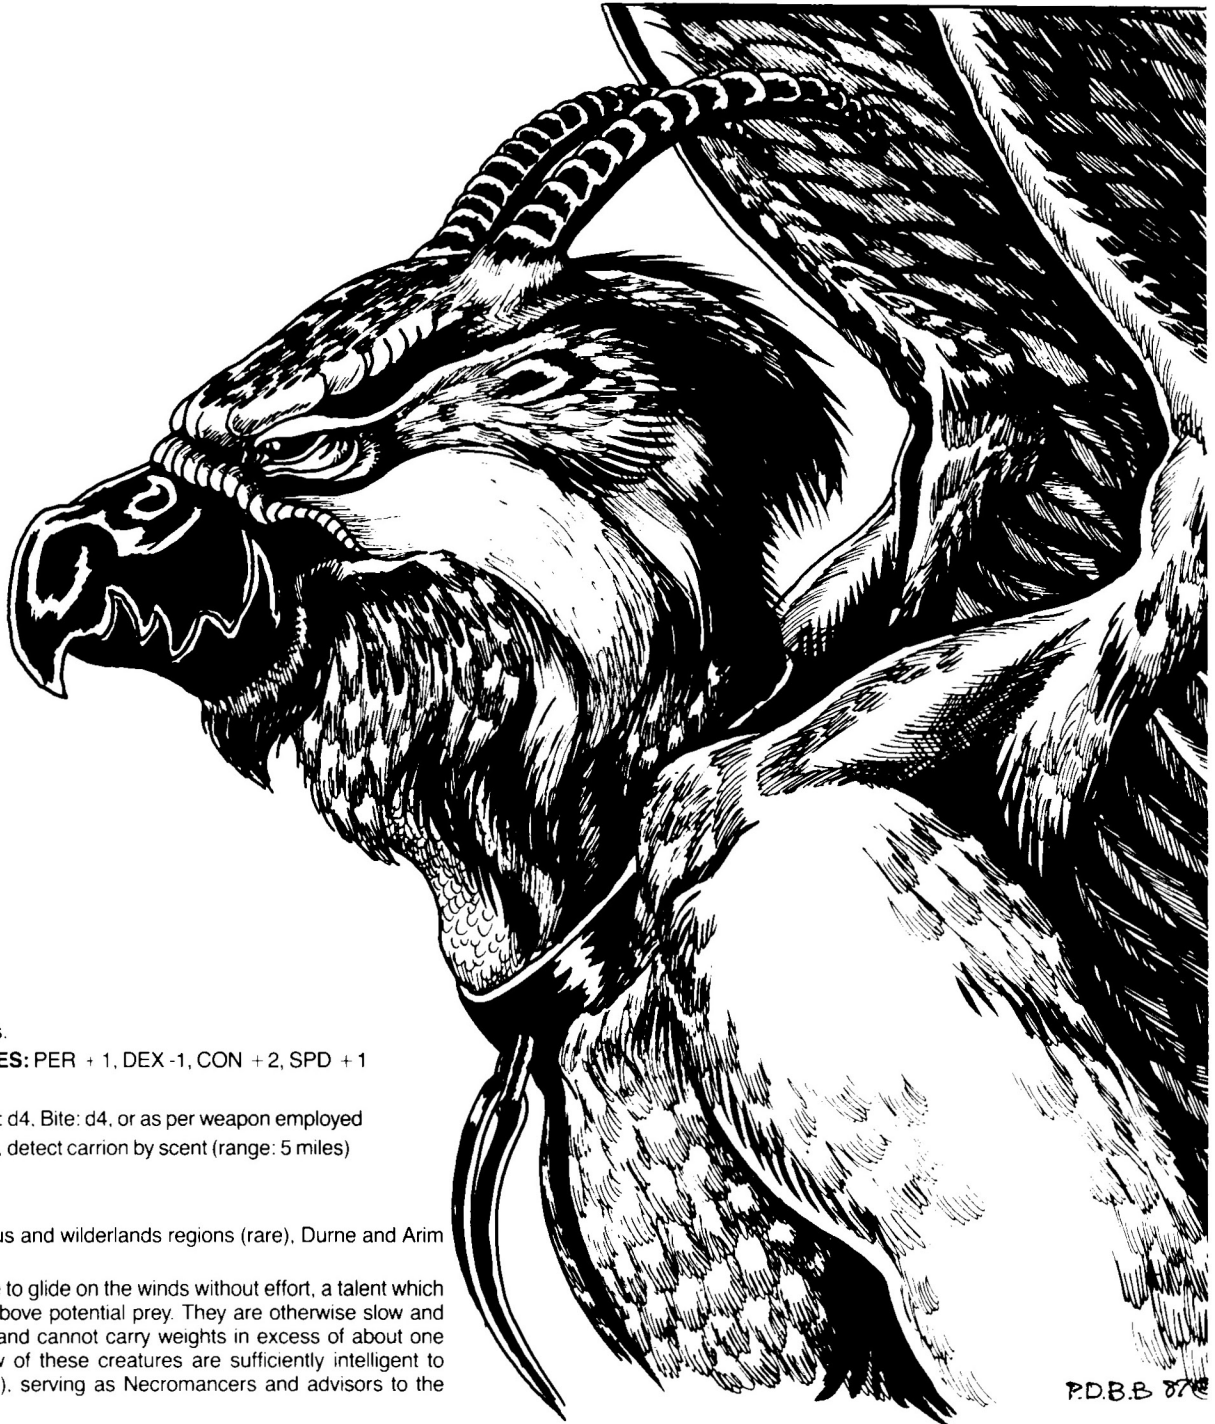 s.
ES: PER + 1, DEX -1, CON + 2, SPD + 1
: d4, Bite: d4, or as per weapon employed
, detect carrion by scent (range: 5 miles)
us and wilderlands regions (rare), Durne and Arim
e to glide on the winds without effort, a talent which
bove potential prey. They are otherwise slow and
and cannot carry weights in excess of about one
w of these creatures are sufficiently intelligent to
), serving as Necromancers and advisors to the
P.D.B.B 87